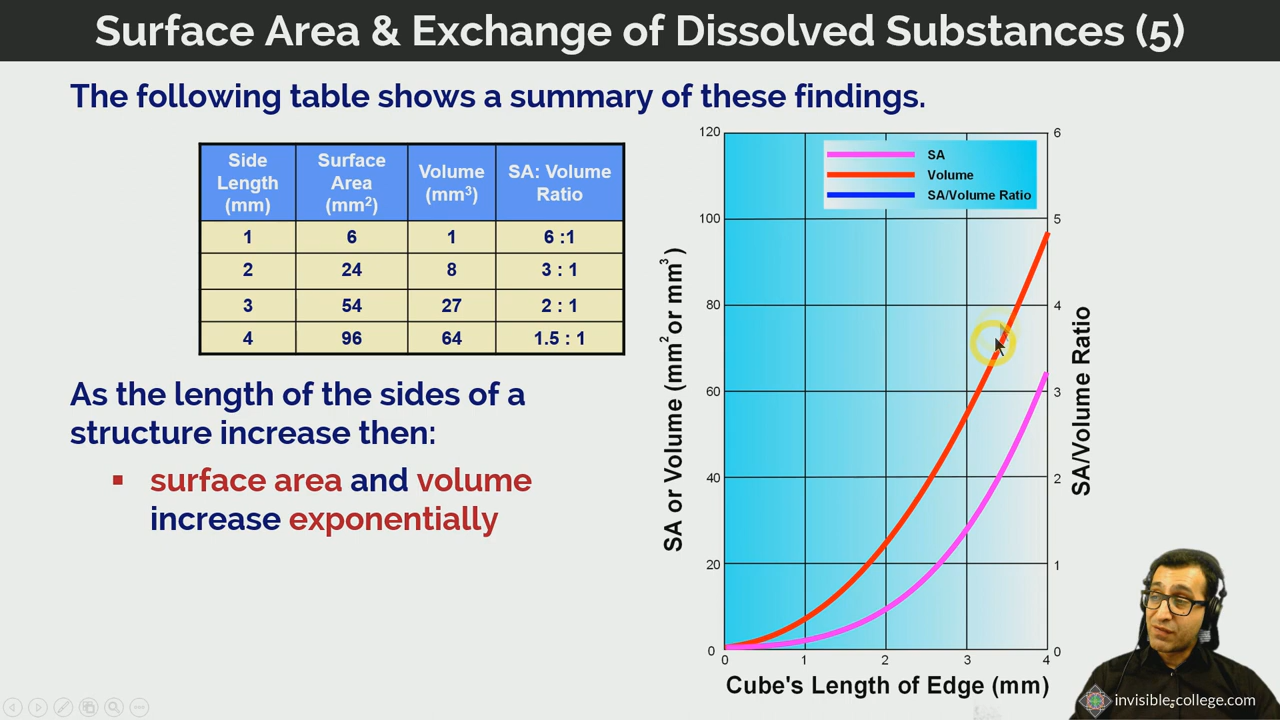 Surface Area & Exchange of Dissolved Substances (5)
The following table shows a summary of these findings.
Side Length (mm) Surface Area (mm²) Volume (mm³) SA: Volume Ratio
1 6 1 6 :1
2 24 8 3 : 1
3 54 27 2 : 1
4 96 64 1.5 : 1
As the length of the sides of a
structure increase then:
▪ surface area and volume
increase exponentially
SA
Volume
SA/Volume Ratio
SA or Volume (mm² or mm³)
120
100
80
60
40
20
0
6
5
4
3
2
1
0
SA/Volume Ratio
0 1 2 3 4
Cube's Length of Edge (mm)
invisible-college.com